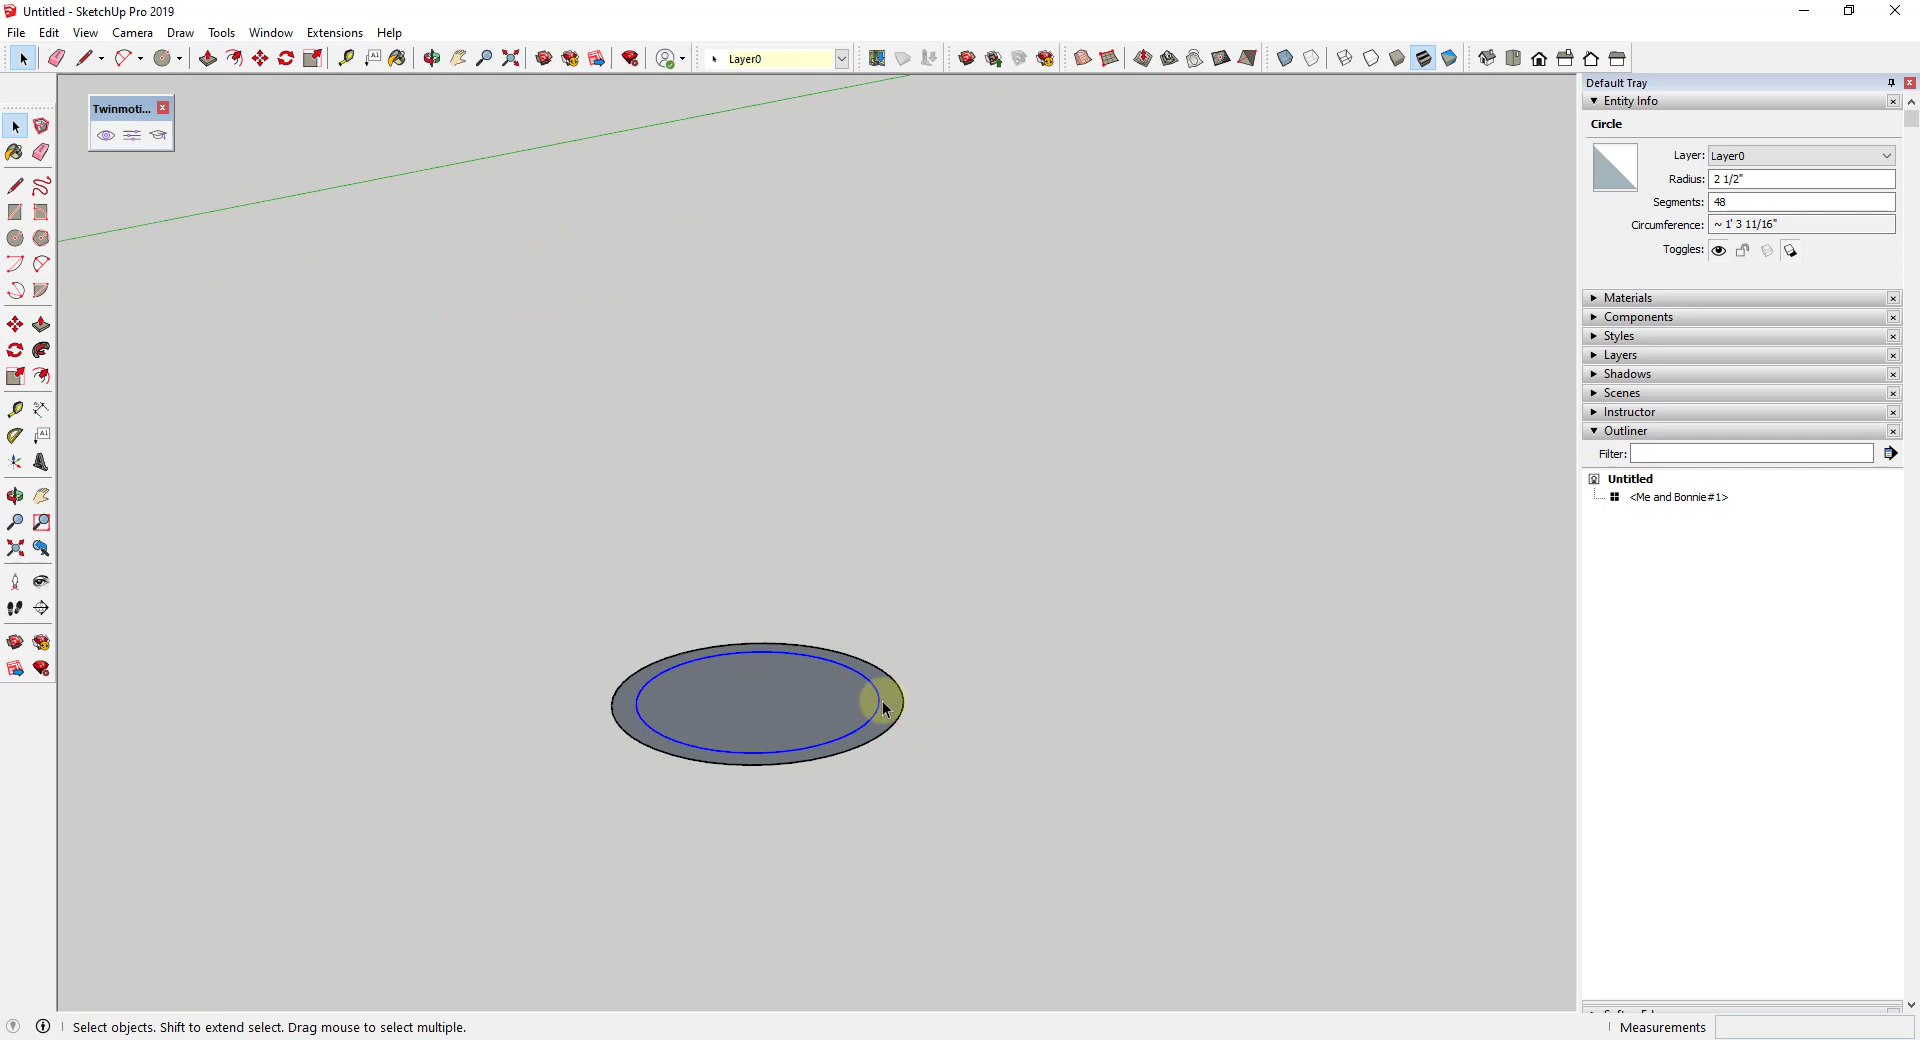 Untitled - SketchUp Pro 2019
File Edit View Camera Draw Tools Window Extensions Help
Layer0
Twinmoti...
Default Tray
Entity Info
Circle
Layer: Layer0
Radius: 2 1/2"
Segments: 48
Circumference: ~ 1' 3 11/16"
Toggles:
Materials
Components
Styles
Layers
Shadows
Scenes
Instructor
Outliner
Filter:
Untitled
<Me and Bonnie#1>
Select objects. Shift to extend select. Drag mouse to select multiple.
Measurements